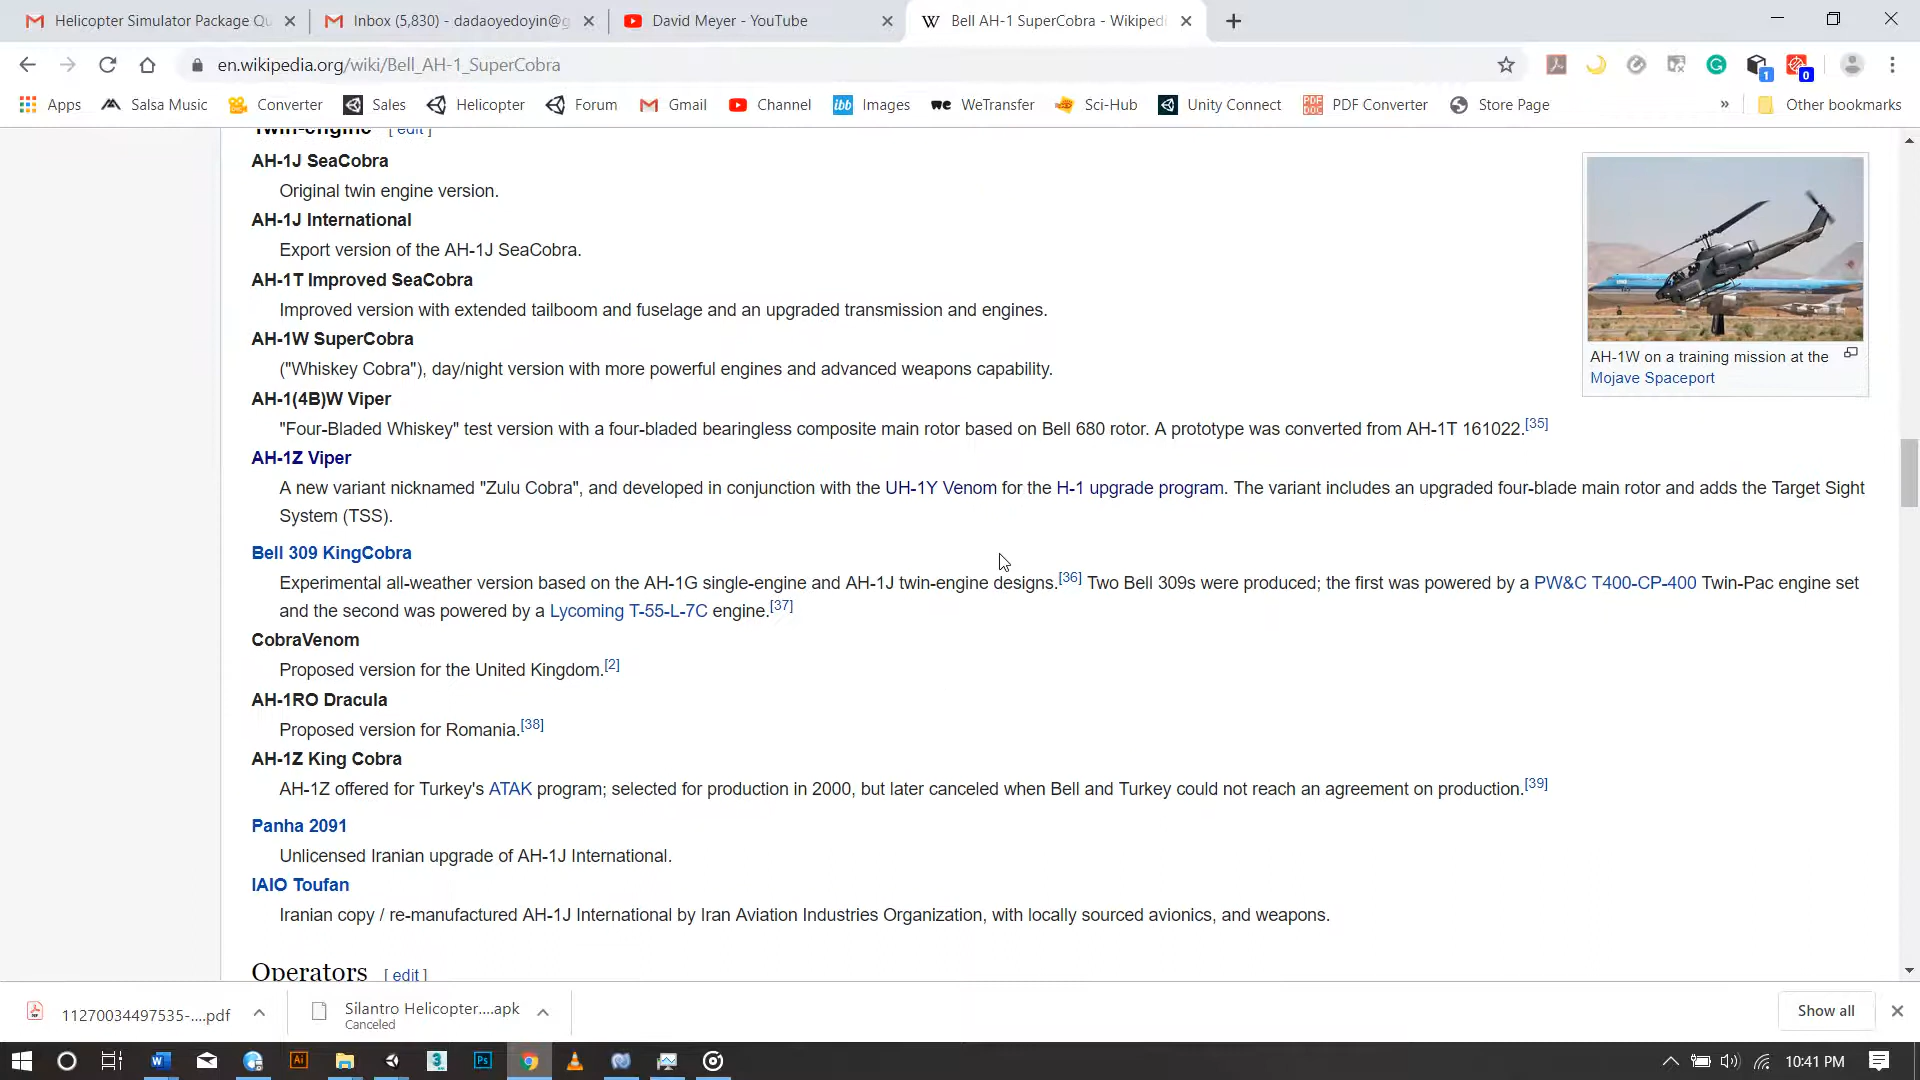 Helicopter Simulator Package Qu
Inbox (5,830) - dadaoyedoyin@g
David Meyer - YouTube
Bell AH-1 SuperCobra - Wikiped
en.wikipedia.org/wiki/Bell_AH-1_SuperCobra
1
0
Apps
Salsa Music
Converter
Sales
Helicopter
Forum
Gmail
Channel
ibb
Images
we
WeTransfer
Sci-Hub
Unity Connect
PDF Converter
Store Page
»
Other bookmarks
Twin-engine [ edit ]
AH-1J SeaCobra
Original twin engine version.
AH-1J International
Export version of the AH-1J SeaCobra.
AH-1T Improved SeaCobra
Improved version with extended tailboom and fuselage and an upgraded transmission and engines.
AH-1W SuperCobra
("Whiskey Cobra"), day/night version with more powerful engines and advanced weapons capability.
AH-1W on a training mission at the
Mojave Spaceport
AH-1(4B)W Viper
"Four-Bladed Whiskey" test version with a four-bladed bearingless composite main rotor based on Bell 680 rotor. A prototype was converted from AH-1T 161022.[35]
AH-1Z Viper
A new variant nicknamed "Zulu Cobra", and developed in conjunction with the UH-1Y Venom for the H-1 upgrade program. The variant includes an upgraded four-blade main rotor and adds the Target Sight
System (TSS).
Bell 309 KingCobra
Experimental all-weather version based on the AH-1G single-engine and AH-1J twin-engine designs.[36] Two Bell 309s were produced; the first was powered by a PW&C T400-CP-400 Twin-Pac engine set
and the second was powered by a Lycoming T-55-L-7C engine.[37]
CobraVenom
Proposed version for the United Kingdom.[2]
AH-1RO Dracula
Proposed version for Romania.[38]
AH-1Z King Cobra
AH-1Z offered for Turkey's ATAK program; selected for production in 2000, but later canceled when Bell and Turkey could not reach an agreement on production.[39]
Panha 2091
Unlicensed Iranian upgrade of AH-1J International.
IAIO Toufan
Iranian copy / re-manufactured AH-1J International by Iran Aviation Industries Organization, with locally sourced avionics, and weapons.
Operators [ edit ]
11270034497535-....pdf
Silantro Helicopter....apk
Canceled
Show all
10:41 PM